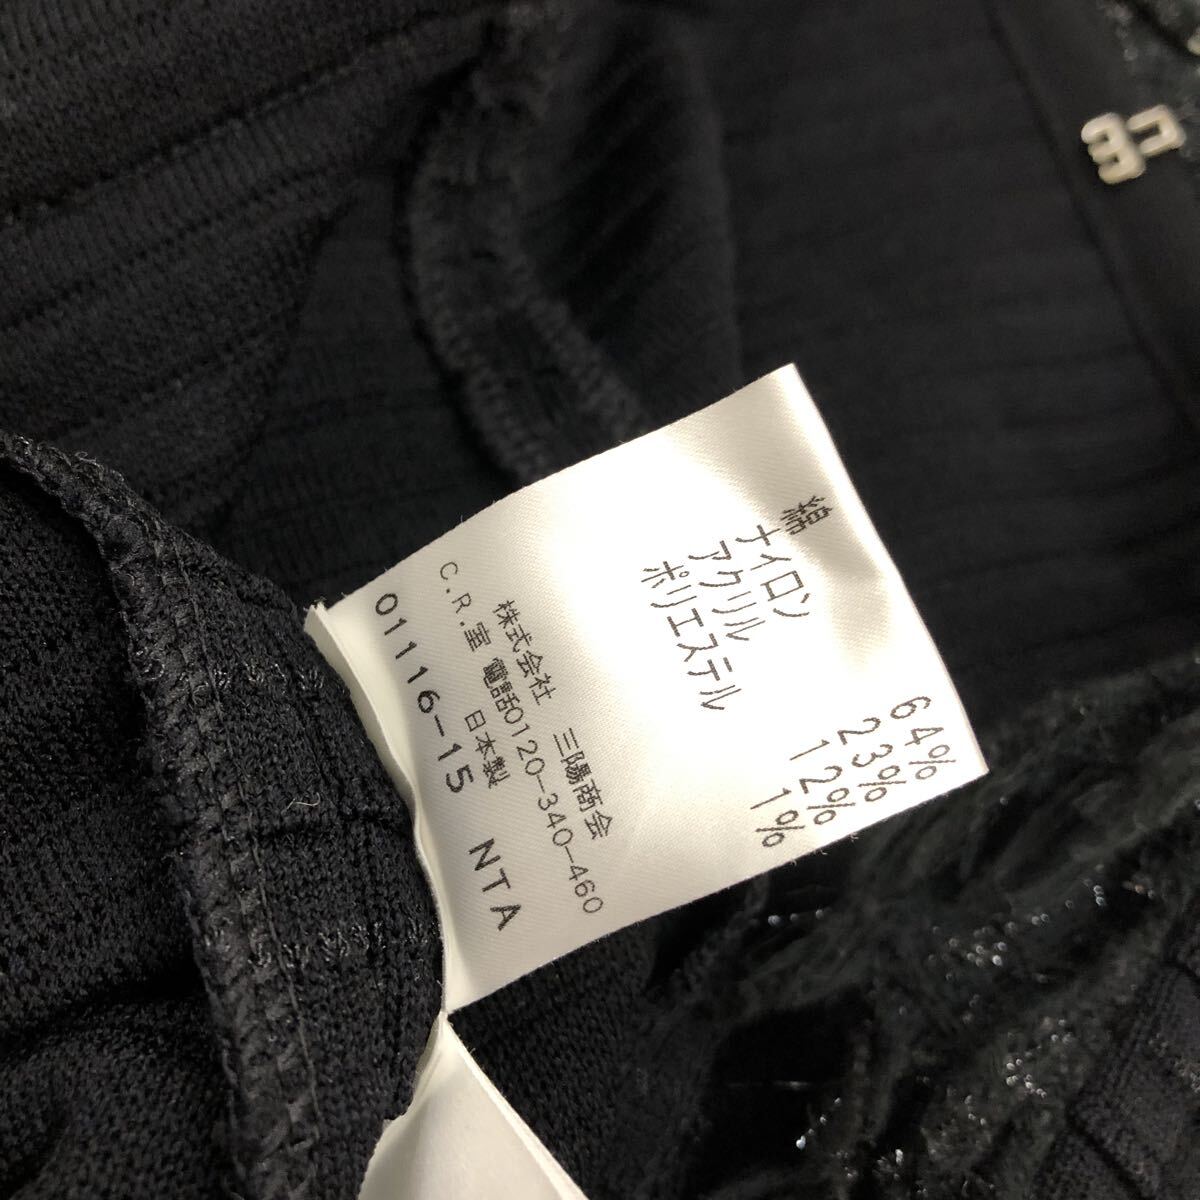 綿 64%
ナイロン 23%
アクリル 12%
ポリエステル 1%
株式会社 三陽商会
C.R.室 電話0120-340-460
日本製
01116-15 NTA